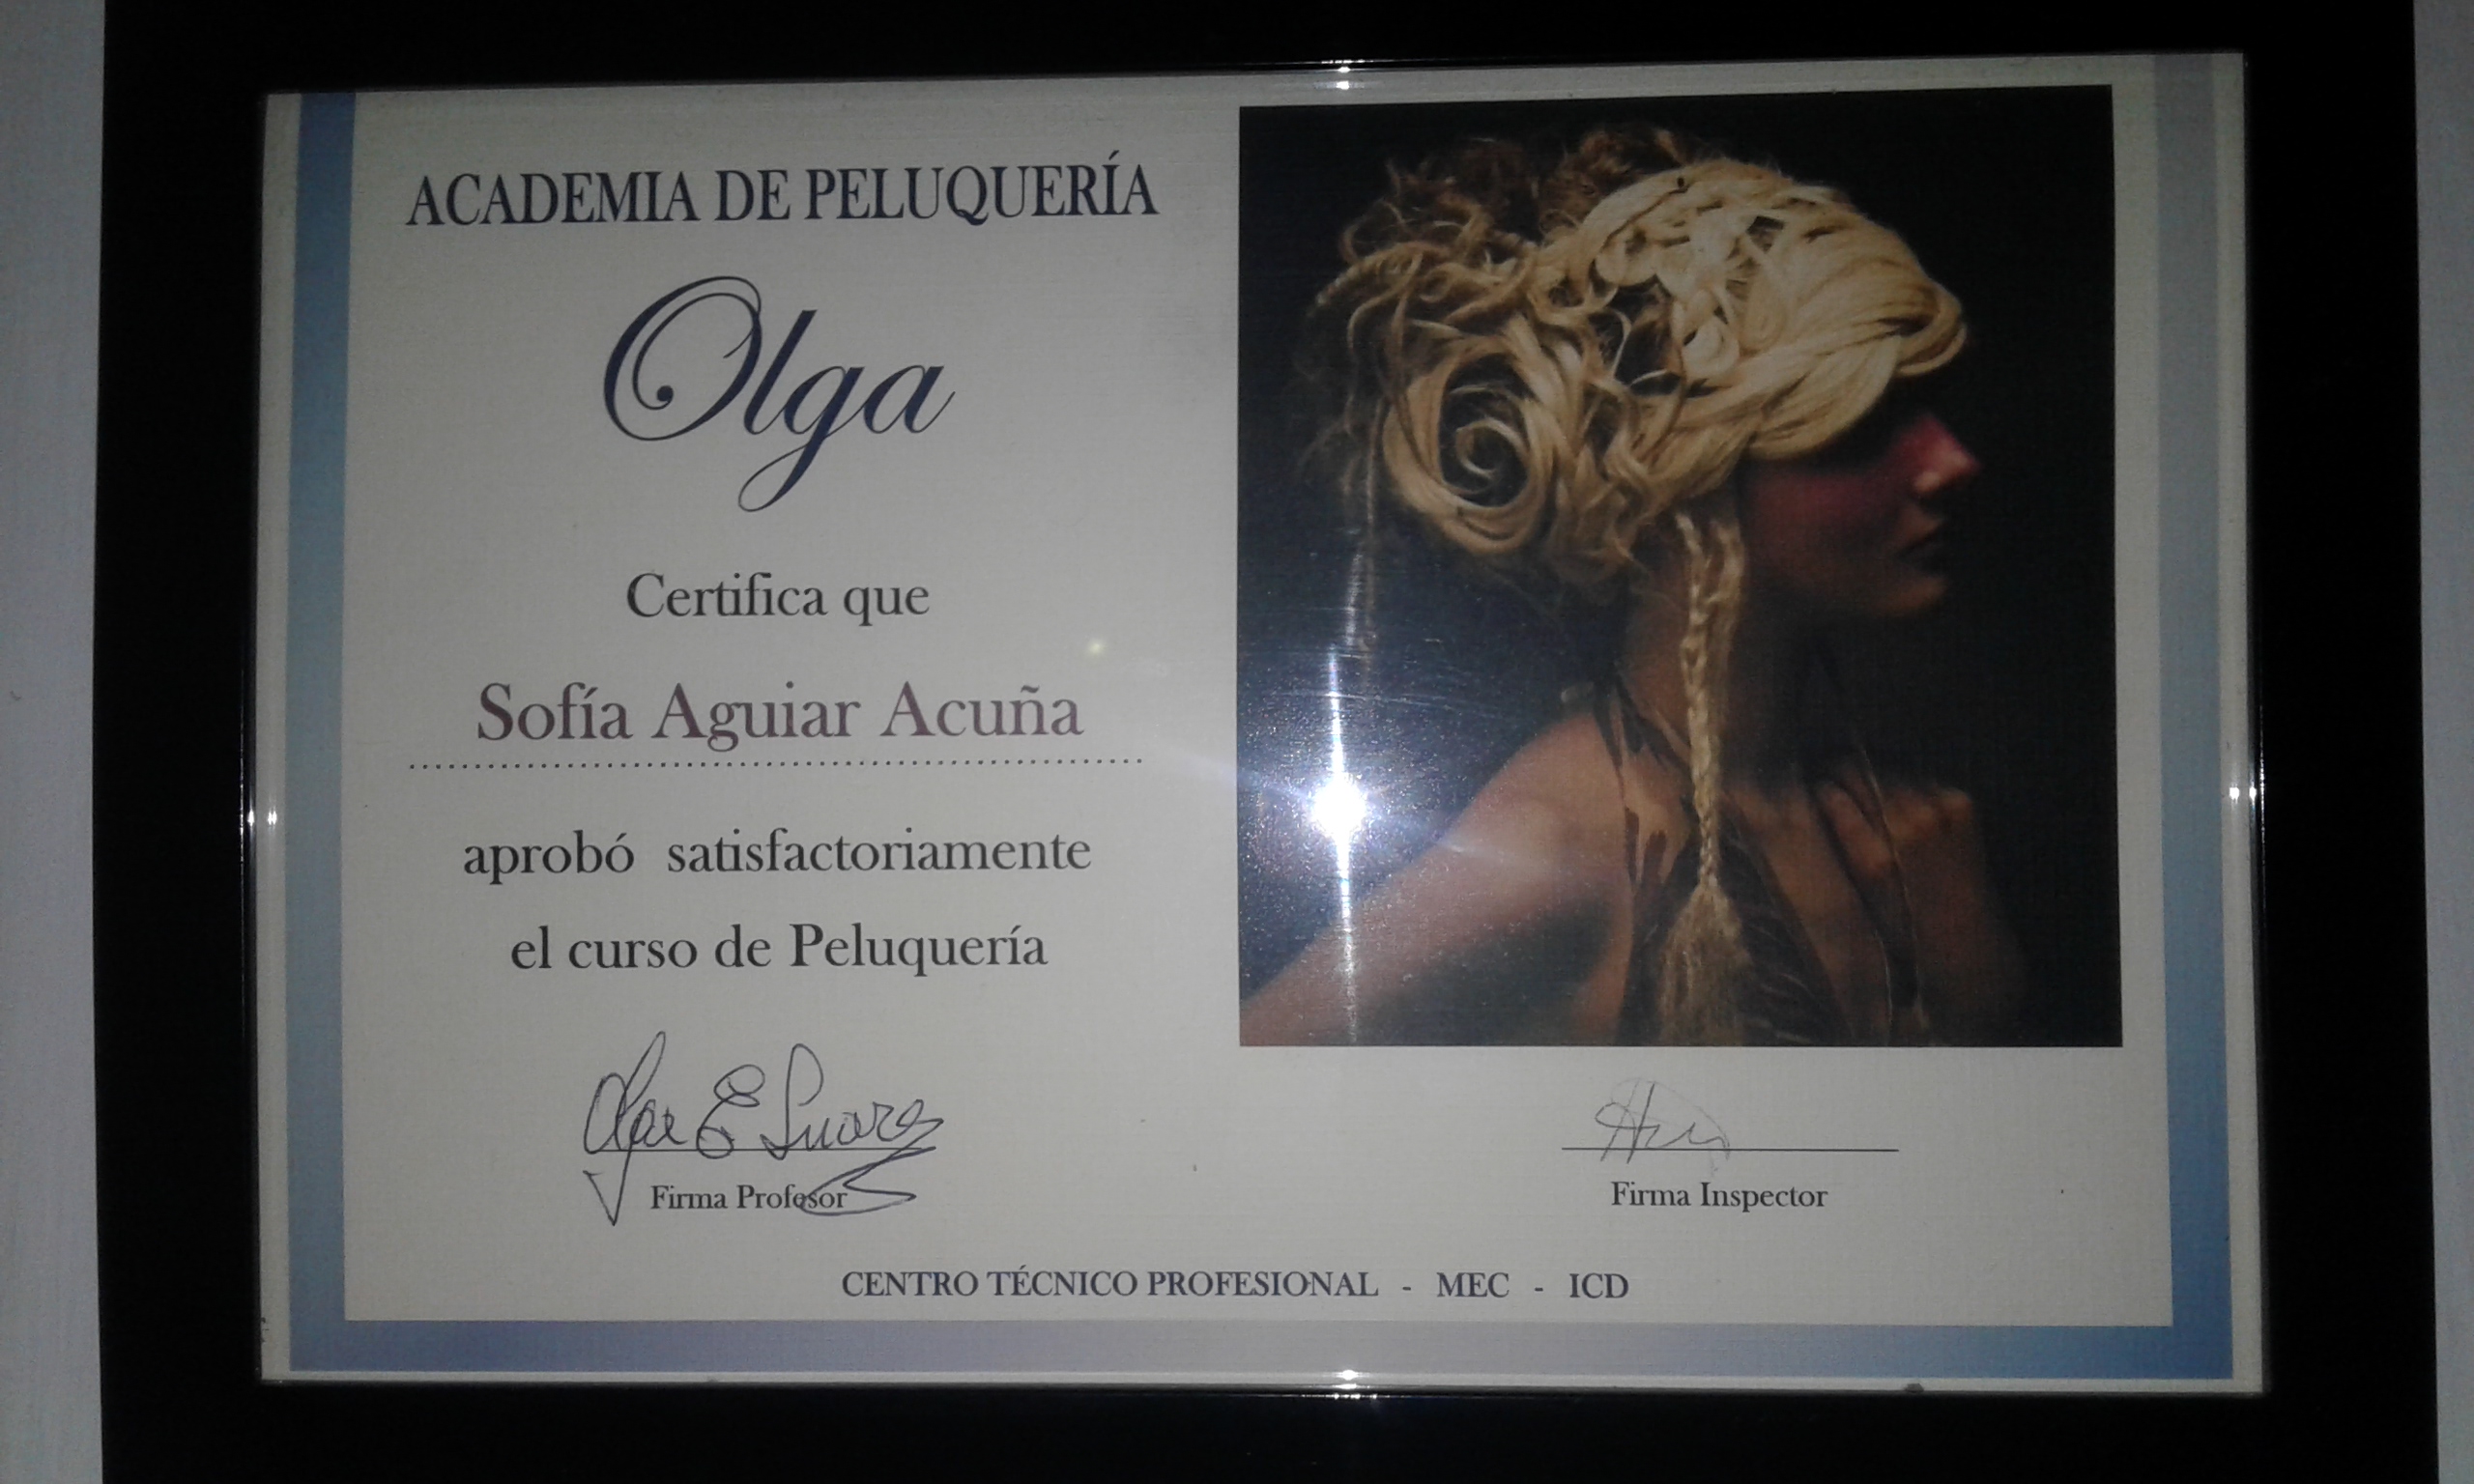 ACADEMIA DE PELUQUERÍA
Olga
Certifica que
Sofía Aguiar Acuña
aprobó satisfactoriamente
el curso de Peluquería
Olga E Suarez
Firma Profesor
Firma Inspector
CENTRO TÉCNICO PROFESIONAL - MEC - ICD